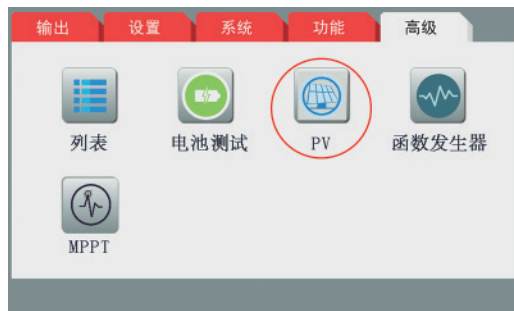 输出 设置 系统 功能 高级
列表 电池测试 PV 函数发生器
MPPT